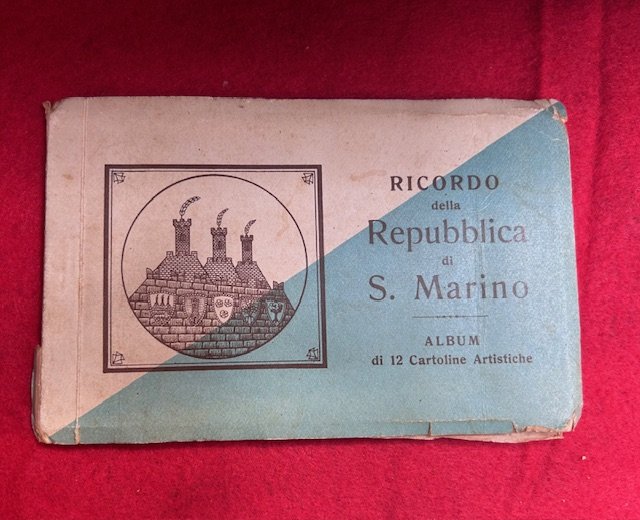 RICORDO
della
Repubblica
di
S. Marino
ALBUM
di 12 Cartoline Artistiche